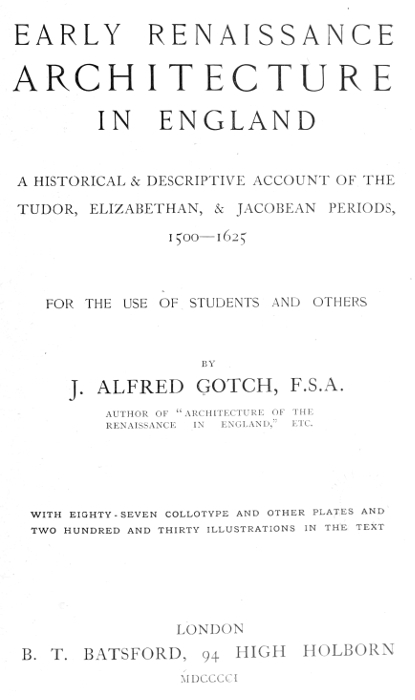 EARLY RENAISSANCE
ARCHITECTURE
IN ENGLAND
A HISTORICAL & DESCRIPTIVE ACCOUNT OF THE
TUDOR, ELIZABETHAN, & JACOBEAN PERIODS,
1500—1625
FOR THE USE OF STUDENTS AND OTHERS
BY
J. ALFRED GOTCH, F.S.A.
AUTHOR OF "ARCHITECTURE OF THE
RENAISSANCE IN ENGLAND," ETC.
WITH EIGHTY-SEVEN COLLOTYPE AND OTHER PLATES AND
TWO HUNDRED AND THIRTY ILLUSTRATIONS IN THE TEXT
LONDON
B. T. BATSFORD, 94 HIGH HOLBORN
MDCCCCI